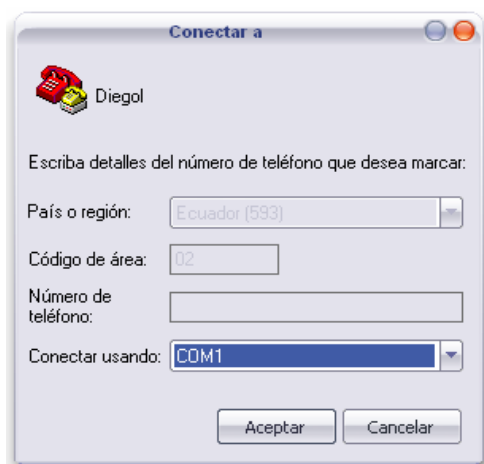 Conectar a
Diegol
Escriba detalles del número de teléfono que desea marcar:
País o región:
Ecuador (593)
Código de área:
02
Número de
teléfono:
Conectar usando:
COM1
Aceptar
Cancelar